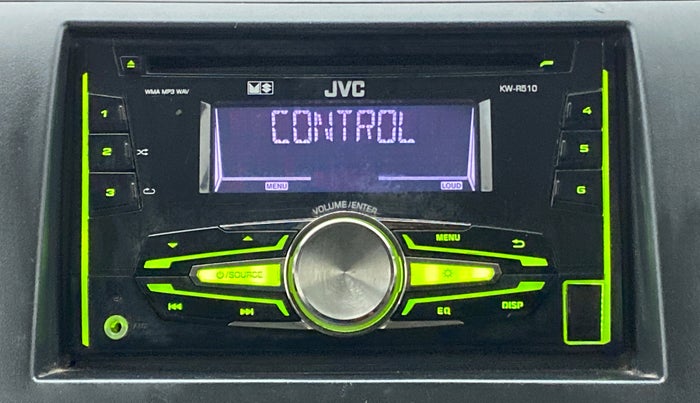 WMA MP3 WAV
JVC
KW-R510
CONTROL
MENU
LOUD
1
2
3
4
5
6
VOLUME/ENTER
MENU
/SOURCE
EQ
DISP